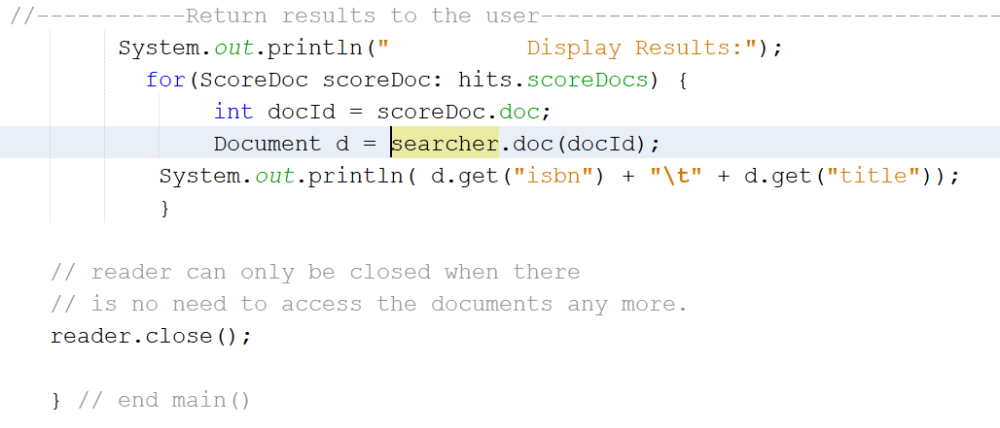 //-----------Return results to the user----------------------------------
System.out.println("          Display Results:");
for(ScoreDoc scoreDoc: hits.scoreDocs) {
int docId = scoreDoc.doc;
Document d = searcher.doc(docId);
System.out.println( d.get("isbn") + "\t" + d.get("title"));
}
// reader can only be closed when there
// is no need to access the documents any more.
reader.close();
} // end main()